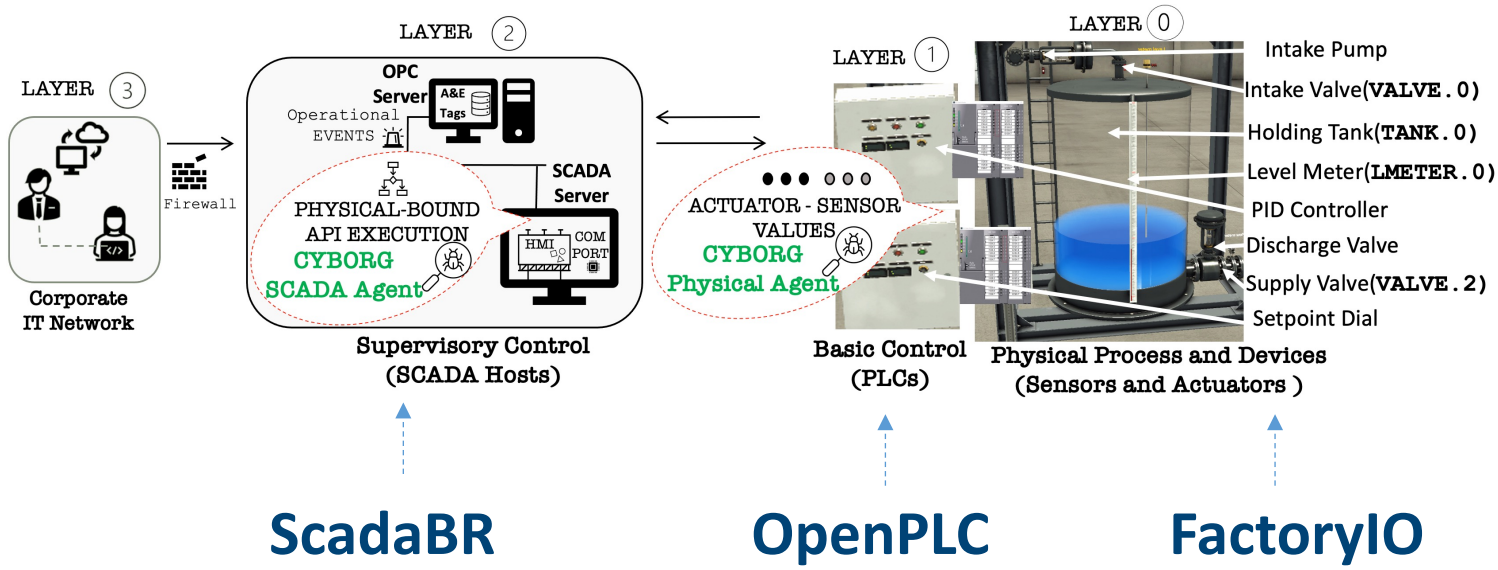 LAYER 3
Corporate
IT Network
Firewall
LAYER 2
OPC
Server
A&E
Tags
Operational
EVENTS
SCADA
Server
PHYSICAL-BOUND
API EXECUTION
CYBORG
SCADA Agent
HMI
COM
PORT
Supervisory Control
(SCADA Hosts)
LAYER 1
ACTUATOR - SENSOR
VALUES
CYBORG
Physical Agent
Basic Control
(PLCs)
LAYER 0
Intake Pump
Intake Valve(VALVE.0)
Holding Tank(TANK.0)
Level Meter(LMETER.0)
PID Controller
Discharge Valve
Supply Valve(VALVE.2)
Setpoint Dial
Physical Process and Devices
(Sensors and Actuators )
ScadaBR
OpenPLC
FactoryIO